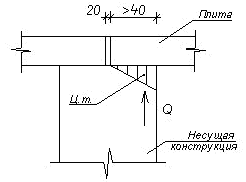 20 >40
Плита
Ц.т.
Q
Несущая
конструкция